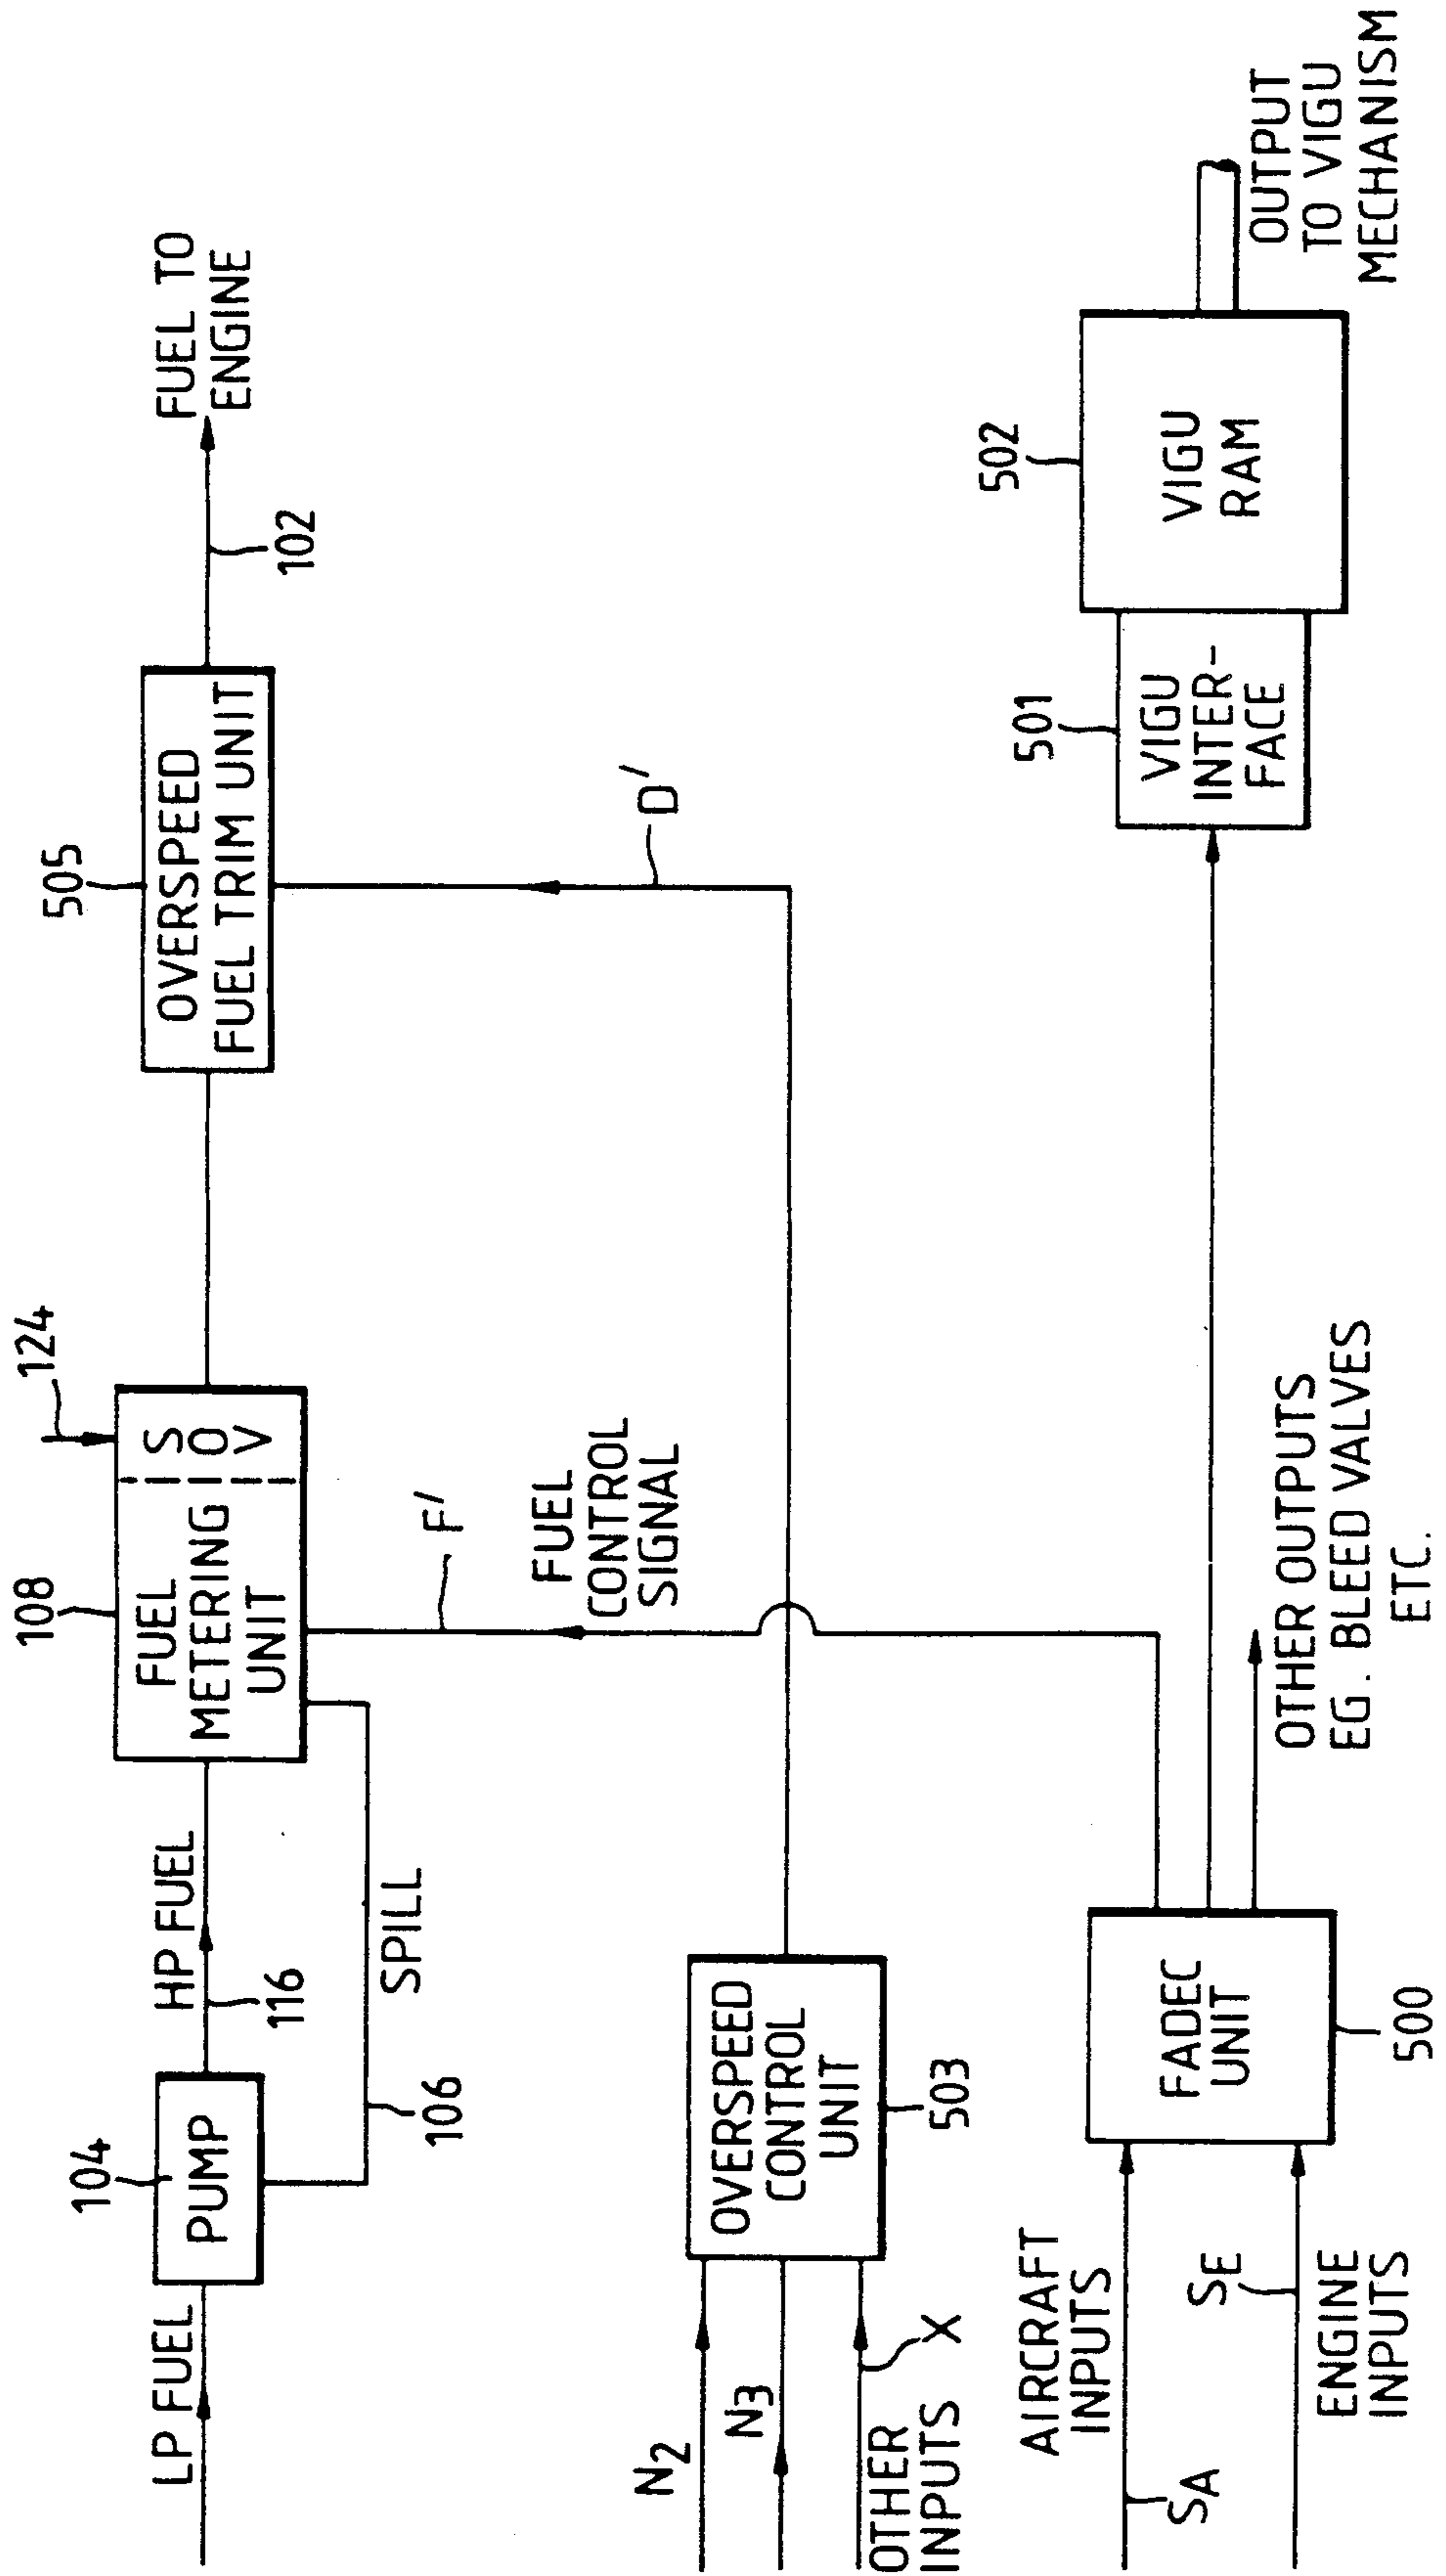 LP FUEL
104
PUMP
HP FUEL
116
106
SPILL
108
FUEL
METERING
UNIT
S
O
V
124
F'
FUEL
CONTROL
SIGNAL
505
OVERSPEED
FUEL TRIM UNIT
D'
102
FUEL TO
ENGINE
N2
N3
OTHER
INPUTS
X
OVERSPEED
CONTROL
UNIT
503
AIRCRAFT
INPUTS
SA
SE
ENGINE
INPUTS
FADEC
UNIT
500
OTHER OUTPUTS
EG. BLEED VALVES
ETC.
501
VIGU
INTER-
FACE
502
VIGU
RAM
OUTPUT
TO VIGU
MECHANISM